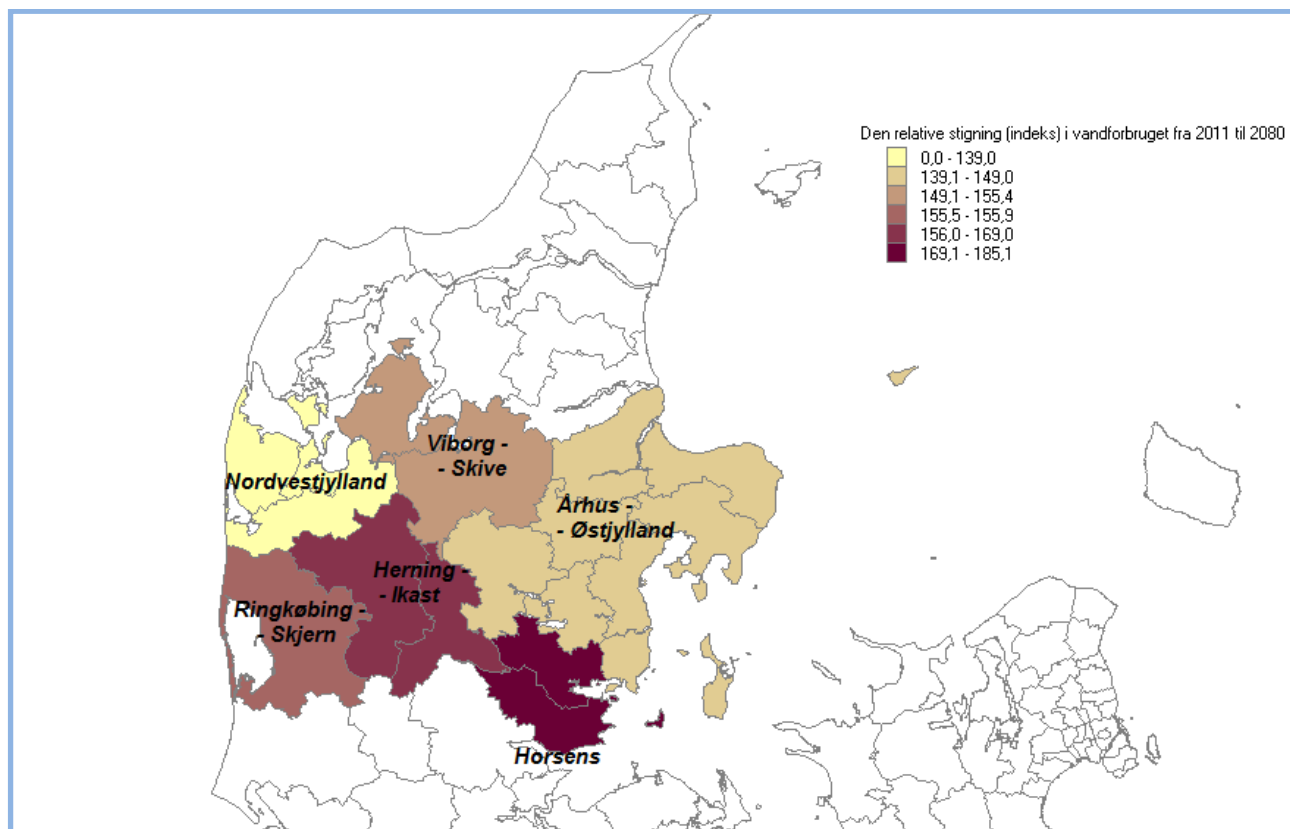 Den relative stigning (indeks) i vandforbruget fra 2011 til 2080
0,0 - 139,0
139,1 - 149,0
149,1 - 155,4
155,5 - 155,9
156,0 - 169,0
169,1 - 185,1
Viborg -
- Skive
Nordvestjylland
Århus -
- Østjylland
Herning -
- Ikast
Ringkøbing -
- Skjern
Horsens